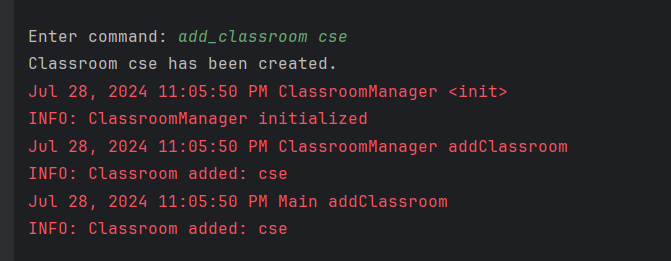 Enter command: add_classroom cse
Classroom cse has been created.
Jul 28, 2024 11:05:50 PM ClassroomManager <init>
INFO: ClassroomManager initialized
Jul 28, 2024 11:05:50 PM ClassroomManager addClassroom
INFO: Classroom added: cse
Jul 28, 2024 11:05:50 PM Main addClassroom
INFO: Classroom added: cse